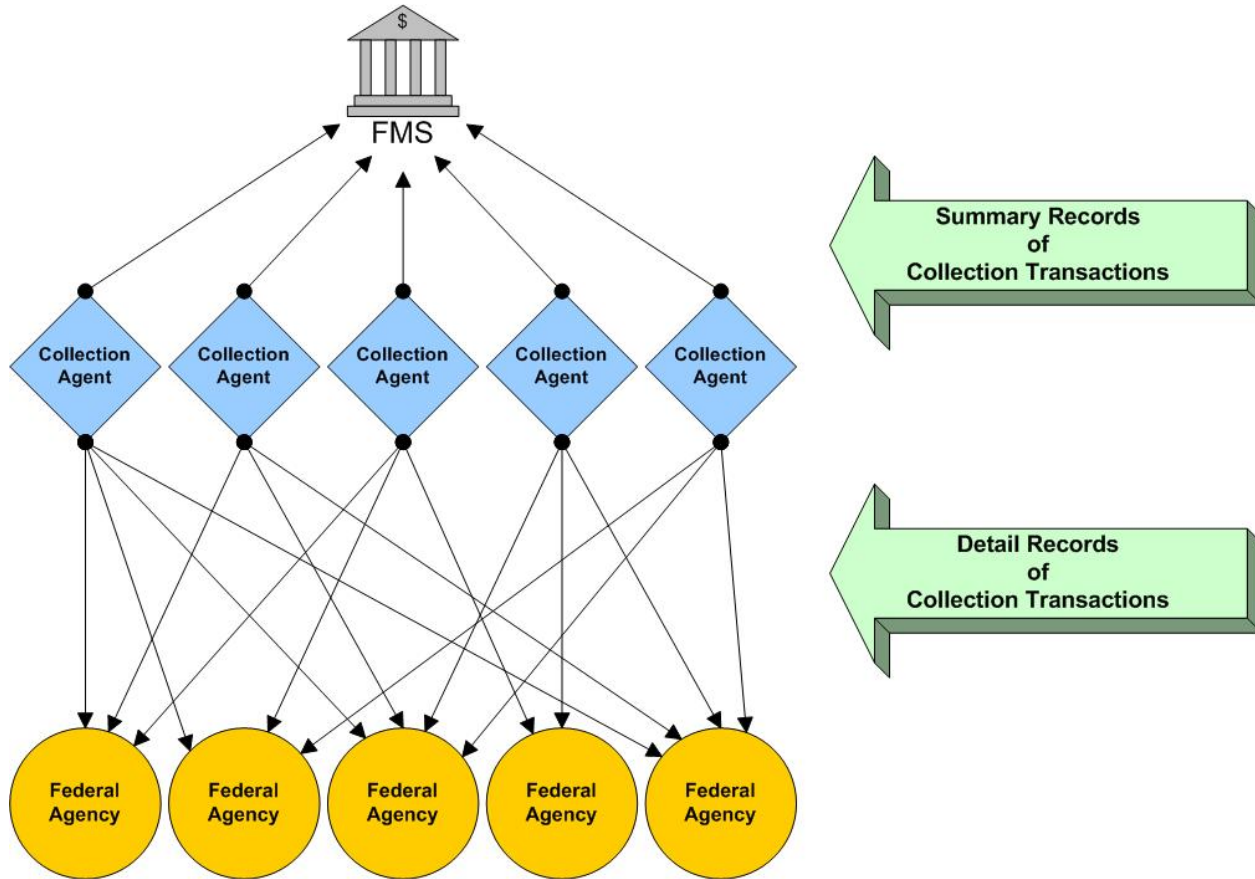 $
FMS
Summary Records
of
Collection Transactions
Collection
Agent
Collection
Agent
Collection
Agent
Collection
Agent
Collection
Agent
Detail Records
of
Collection Transactions
Federal
Agency
Federal
Agency
Federal
Agency
Federal
Agency
Federal
Agency